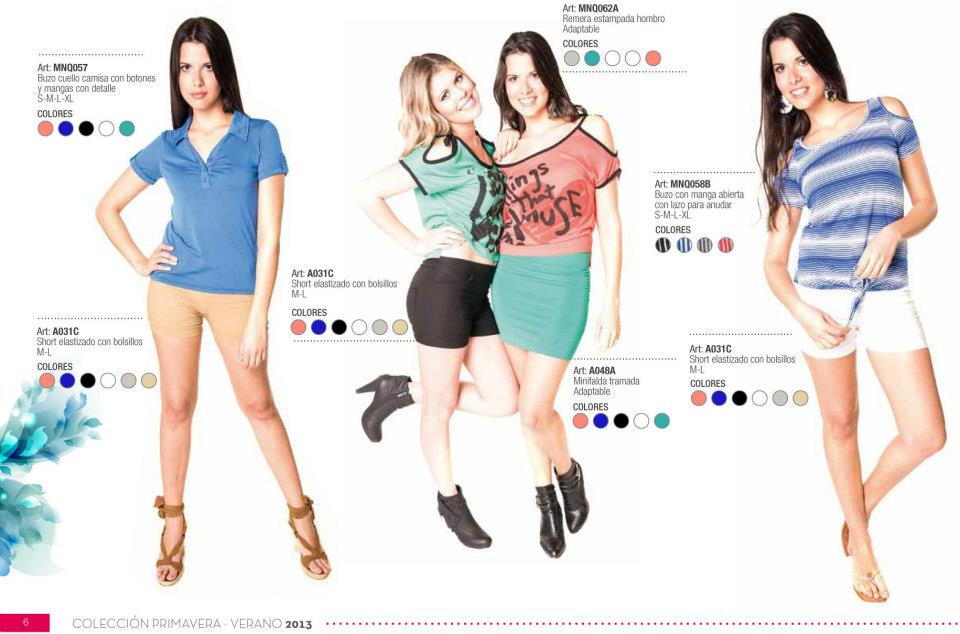 Art: MNQ057
Buzo cuello camisa con botones
y mangas con detalle
S-M-L-XL
COLORES
Art: A031C
Short elastizado con bolsillos
M-L
COLORES
Art: A031C
Short elastizado con bolsillos
M-L
COLORES
Art: MNQ062A
Remera estampada hombro
Adaptable
COLORES
ings
that
muse
Art: A048A
Minifalda tramada
Adaptable
COLORES
Art: MNQ058B
Buzo con manga abierta
con lazo para anudar
S-M-L-XL
COLORES
Art: A031C
Short elastizado con bolsillos
M-L
COLORES
6
COLECCIÓN PRIMAVERA - VERANO 2013